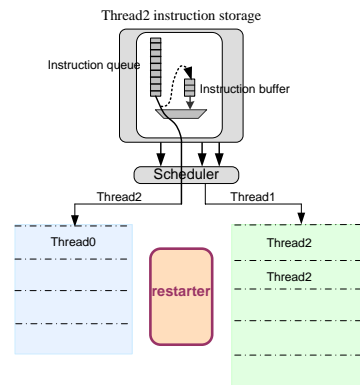 Thread2 instruction storage
Instruction queue
Instruction buffer
Scheduler
Thread2
Thread1
Thread0
Thread2
restarter
Thread2